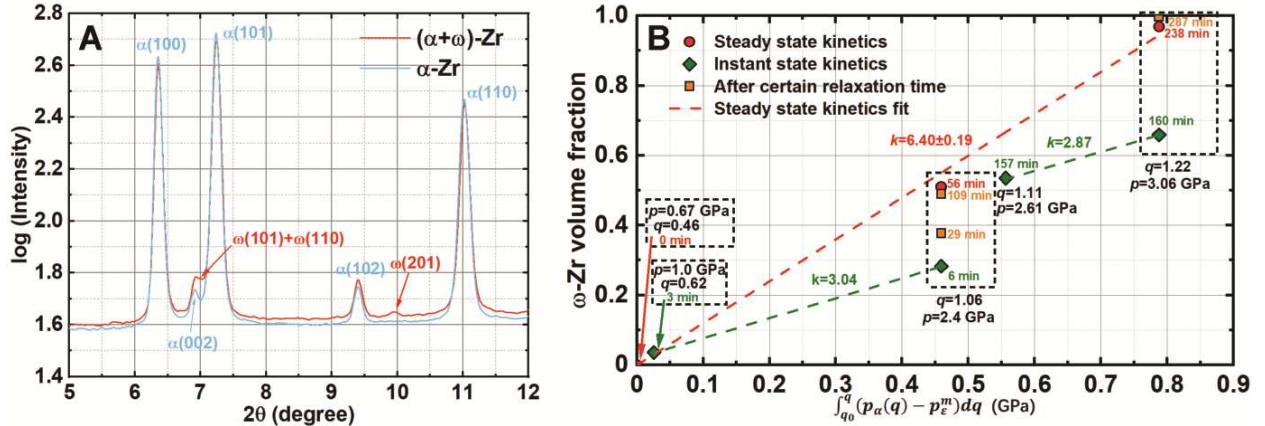 A
α(100)
α(101)
α(110)
α(102)
α(002)
ω(101)+ω(110)
ω(201)
(α+ω)-Zr
α-Zr
log (Intensity)
2.8
2.6
2.4
2.2
2.0
1.8
1.6
1.4
5 6 7 8 9 10 11 12
2θ (degree)
B
Steady state kinetics
Instant state kinetics
After certain relaxation time
Steady state kinetics fit
ω-Zr volume fraction
1.0
0.8
0.6
0.4
0.2
0
287 min
238 min
160 min
k=6.40±0.19
k=2.87
157 min
q=1.22
p=3.06 GPa
q=1.11
p=2.61 GPa
56 min
109 min
29 min
6 min
q=1.06
p=2.4 GPa
p=0.67 GPa
q=0.46
0 min
p=1.0 GPa
q=0.62
3 min
k=3.04
0 0.1 0.2 0.3 0.4 0.5 0.6 0.7 0.8 0.9
∫_{q₀}^{q}(p_α(q) − p_ε^m)dq (GPa)